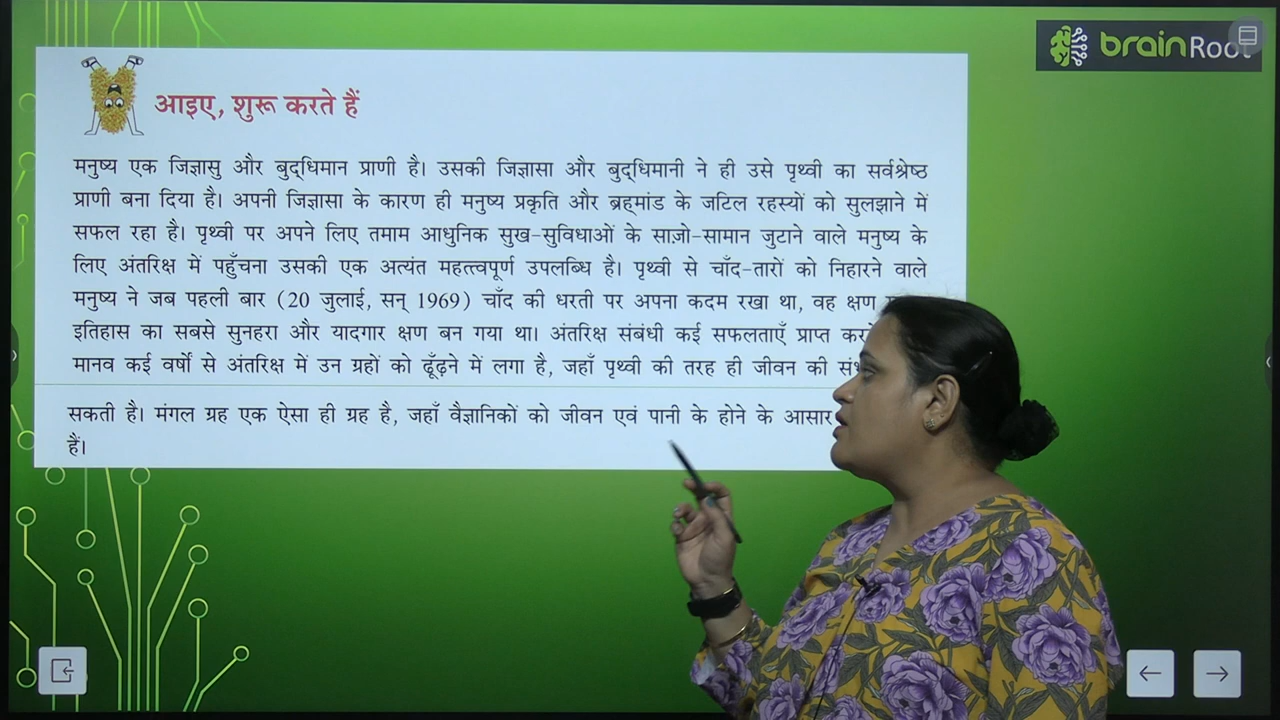 brainRoot
आइए, शुरू करते हैं
मनुष्य एक जिज्ञासु और बुद्धिमान प्राणी है। उसकी जिज्ञासा और बुद्धिमानी ने ही उसे पृथ्वी का सर्वश्रेष्ठ
प्राणी बना दिया है। अपनी जिज्ञासा के कारण ही मनुष्य प्रकृति और ब्रह्मांड के जटिल रहस्यों को सुलझाने में
सफल रहा है। पृथ्वी पर अपने लिए तमाम आधुनिक सुख-सुविधाओं के साज़ो-सामान जुटाने वाले मनुष्य के
लिए अंतरिक्ष में पहुँचना उसकी एक अत्यंत महत्त्वपूर्ण उपलब्धि है। पृथ्वी से चाँद-तारों को निहारने वाले
मनुष्य ने जब पहली बार (20 जुलाई, सन् 1969) चाँद की धरती पर अपना कदम रखा था, वह क्षण
इतिहास का सबसे सुनहरा और यादगार क्षण बन गया था। अंतरिक्ष संबंधी कई सफलताएँ प्राप्त
मानव कई वर्षों से अंतरिक्ष में उन ग्रहों को ढूँढ़ने में लगा है, जहाँ पृथ्वी की तरह ही जीवन की
सकती है। मंगल ग्रह एक ऐसा ही ग्रह है, जहाँ वैज्ञानिकों को जीवन एवं पानी के होने के आसार
हैं।